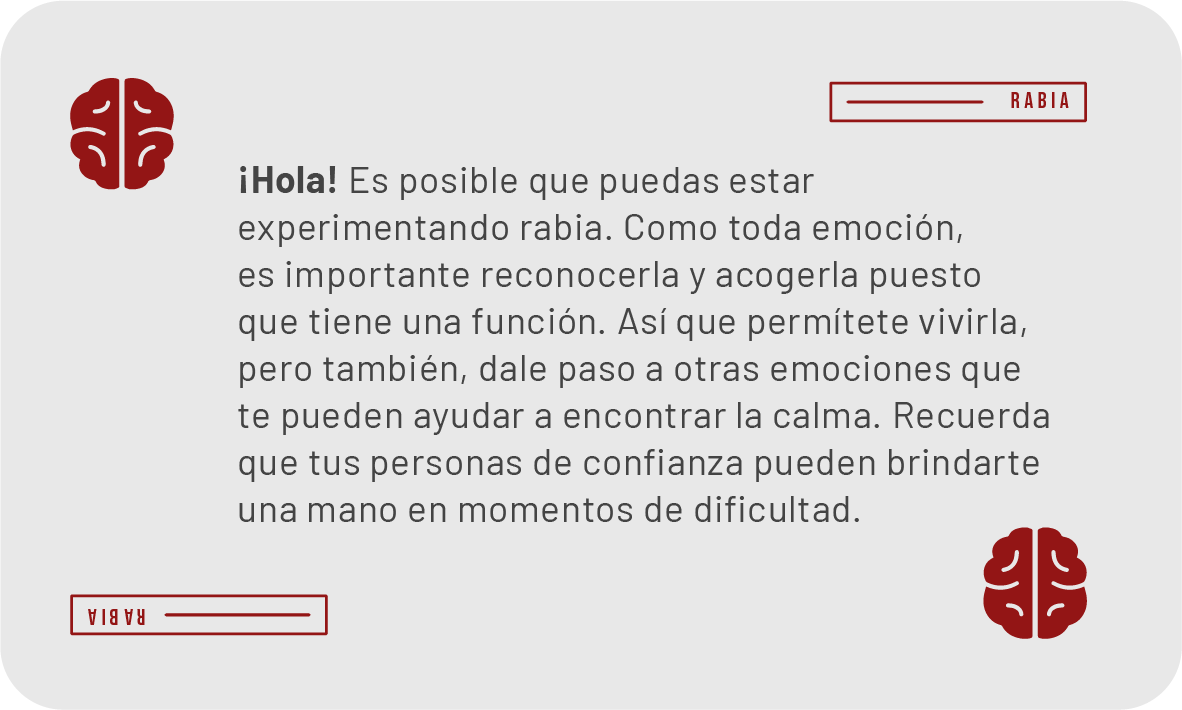 RABIA
¡Hola! Es posible que puedas estar
experimentando rabia. Como toda emoción,
es importante reconocerla y acogerla puesto
que tiene una función. Así que permítete vivirla,
pero también, dale paso a otras emociones que
te pueden ayudar a encontrar la calma. Recuerda
que tus personas de confianza pueden brindarte
una mano en momentos de dificultad.
RABIA